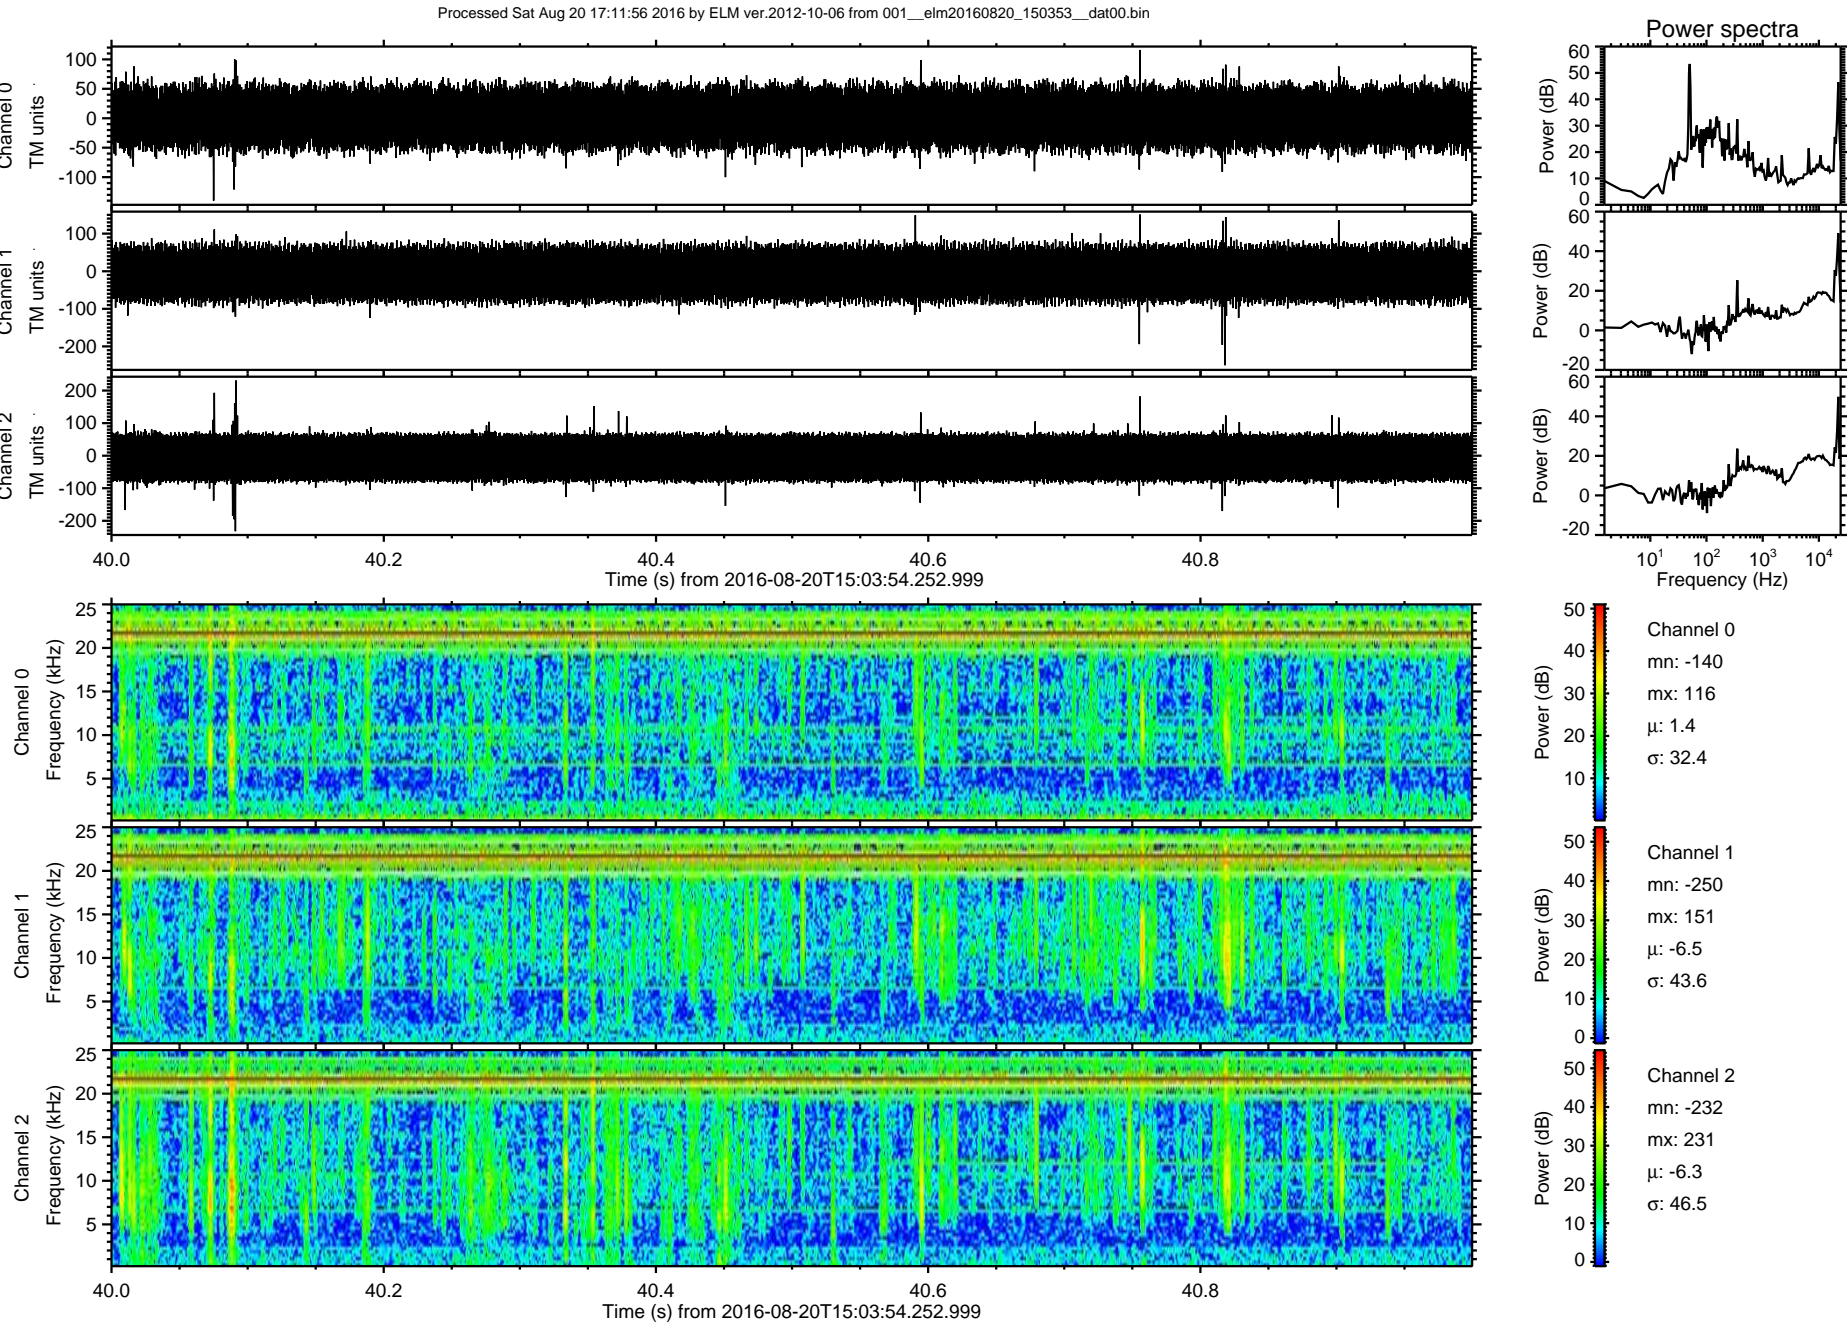 Processed Sat Aug 20 17:11:56 2016 by ELM ver.2012-10-06 from 001__elm20160820_150353__dat00.bin
Power spectra
Channel 0
TM units
100
50
0
-50
-100
Power (dB)
60
50
40
30
20
10
0
Channel 1
TM units
100
0
-100
-200
Power (dB)
60
40
20
0
-20
Channel 2
TM units
200
100
0
-100
-200
Power (dB)
60
40
20
0
-20
40.0 40.2 40.4 40.6 40.8
Time (s) from 2016-08-20T15:03:54.252.999
10^1 10^2 10^3 10^4
Frequency (Hz)
Channel 0
Frequency (kHz)
25
20
15
10
5
Power (dB)
50
40
30
20
10
Channel 0
mn: -140
mx: 116
μ: 1.4
σ: 32.4
Channel 1
Frequency (kHz)
25
20
15
10
5
Power (dB)
50
40
30
20
10
0
Channel 1
mn: -250
mx: 151
μ: -6.5
σ: 43.6
Channel 2
Frequency (kHz)
25
20
15
10
5
Power (dB)
50
40
30
20
10
0
Channel 2
mn: -232
mx: 231
μ: -6.3
σ: 46.5
40.0 40.2 40.4 40.6 40.8
Time (s) from 2016-08-20T15:03:54.252.999